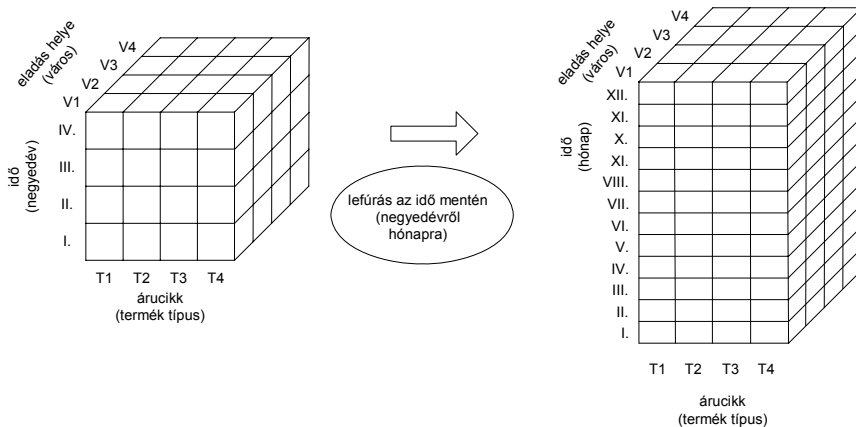 eladás helye
(város)
V4
V3
V2
V1
IV.
III.
II.
I.
idő
(negyedév)
T1 T2 T3 T4
árucikk
(termék típus)
lefúrás az idő mentén
(negyedévről
hónapra)
eladás helye
(város)
V4
V3
V2
V1
XII.
XI.
X.
XI.
VIII.
VII.
VI.
V.
IV.
III.
II.
I.
idő
(hónap)
T1 T2 T3 T4
árucikk
(termék típus)